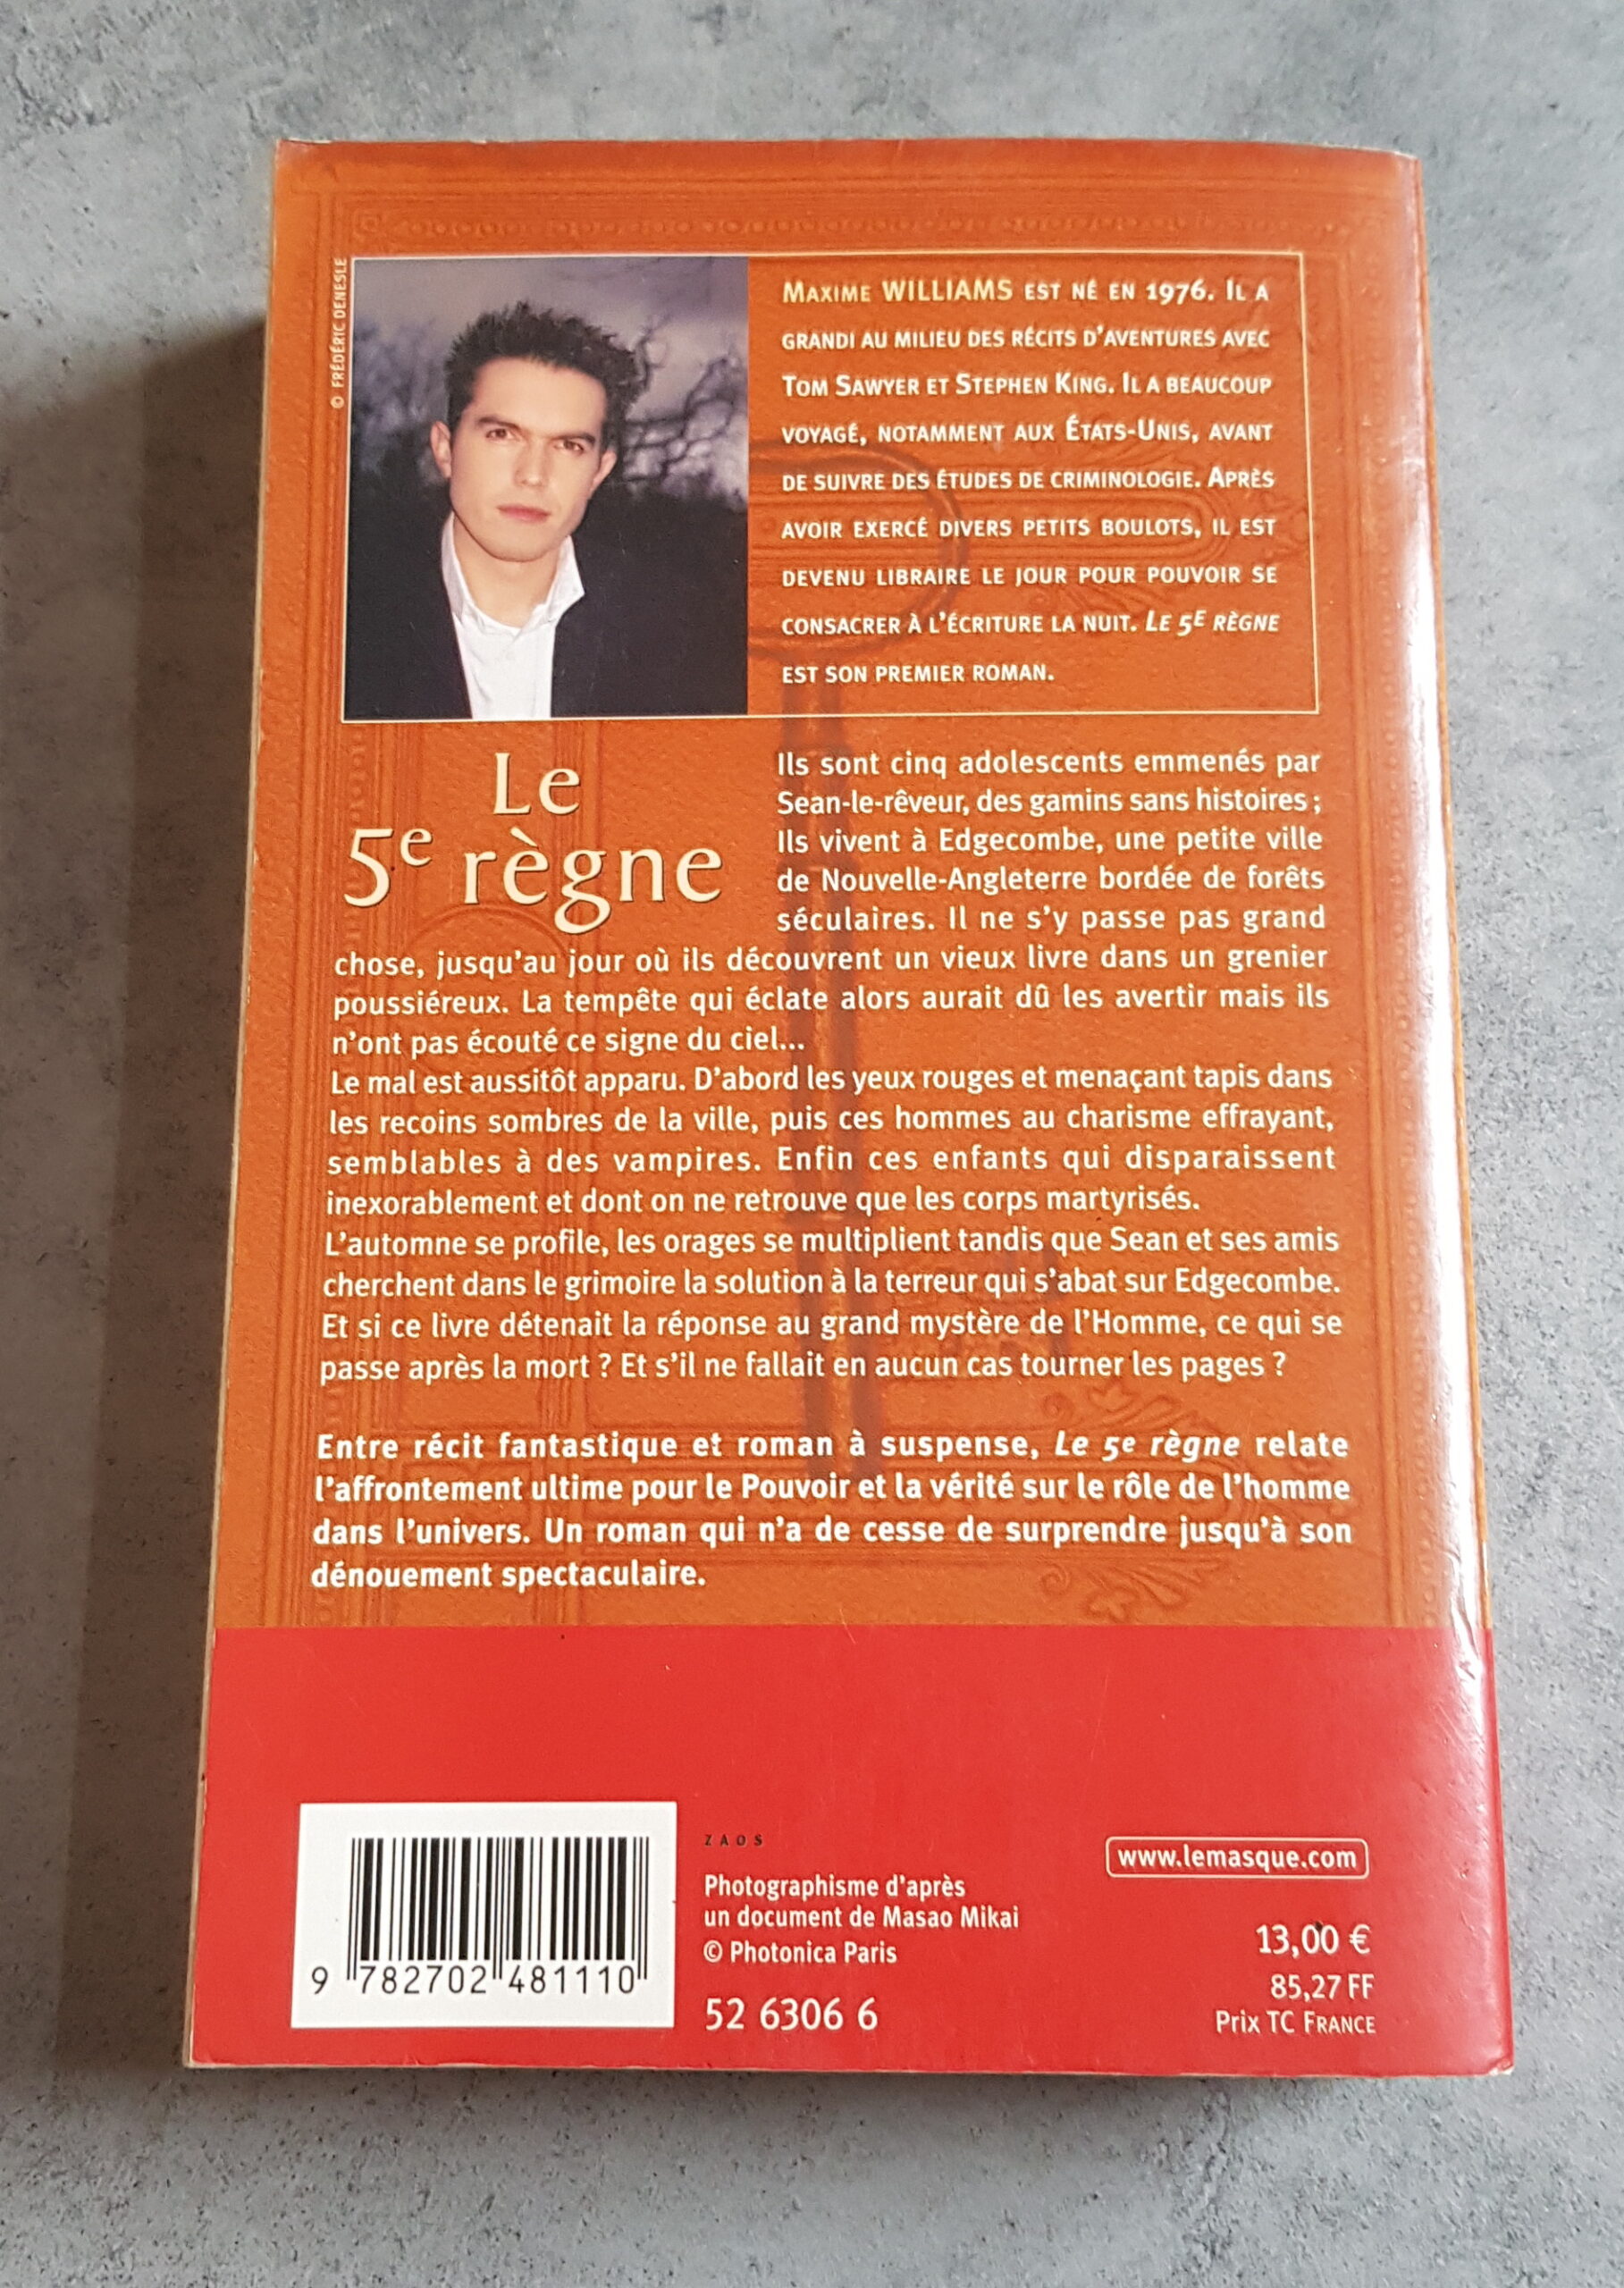 © FRÉDÉRIC DENESLE
MAXIME WILLIAMS EST NÉ EN 1976. IL A
GRANDI AU MILIEU DES RÉCITS D'AVENTURES AVEC
TOM SAWYER ET STEPHEN KING. IL A BEAUCOUP
VOYAGÉ, NOTAMMENT AUX ÉTATS-UNIS, AVANT
DE SUIVRE DES ÉTUDES DE CRIMINOLOGIE. APRÈS
AVOIR EXERCÉ DIVERS PETITS BOULOTS, IL EST
DEVENU LIBRAIRE LE JOUR POUR POUVOIR SE
CONSACRER À L'ÉCRITURE LA NUIT. LE 5E RÈGNE
EST SON PREMIER ROMAN.
Le
5e règne
Ils sont cinq adolescents emmenés par
Sean-le-rêveur, des gamins sans histoires ;
Ils vivent à Edgecombe, une petite ville
de Nouvelle-Angleterre bordée de forêts
séculaires. Il ne s'y passe pas grand
chose, jusqu'au jour où ils découvrent un vieux livre dans un grenier
poussiéreux. La tempête qui éclate alors aurait dû les avertir mais ils
n'ont pas écouté ce signe du ciel...
Le mal est aussitôt apparu. D'abord les yeux rouges et menaçant tapis dans
les recoins sombres de la ville, puis ces hommes au charisme effrayant,
semblables à des vampires. Enfin ces enfants qui disparaissent
inexorablement et dont on ne retrouve que les corps martyrisés.
L'automne se profile, les orages se multiplient tandis que Sean et ses amis
cherchent dans le grimoire la solution à la terreur qui s'abat sur Edgecombe.
Et si ce livre détenait la réponse au grand mystère de l'Homme, ce qui se
passe après la mort ? Et s'il ne fallait en aucun cas tourner les pages ?
Entre récit fantastique et roman à suspense, Le 5e règne relate
l'affrontement ultime pour le Pouvoir et la vérité sur le rôle de l'homme
dans l'univers. Un roman qui n'a de cesse de surprendre jusqu'à son
dénouement spectaculaire.
9 782702 481110
ZAOS
Photographisme d'après
un document de Masao Mikai
© Photonica Paris
52 6306 6
www.lemasque.com
13,00 €
85,27 FF
Prix TC FRANCE